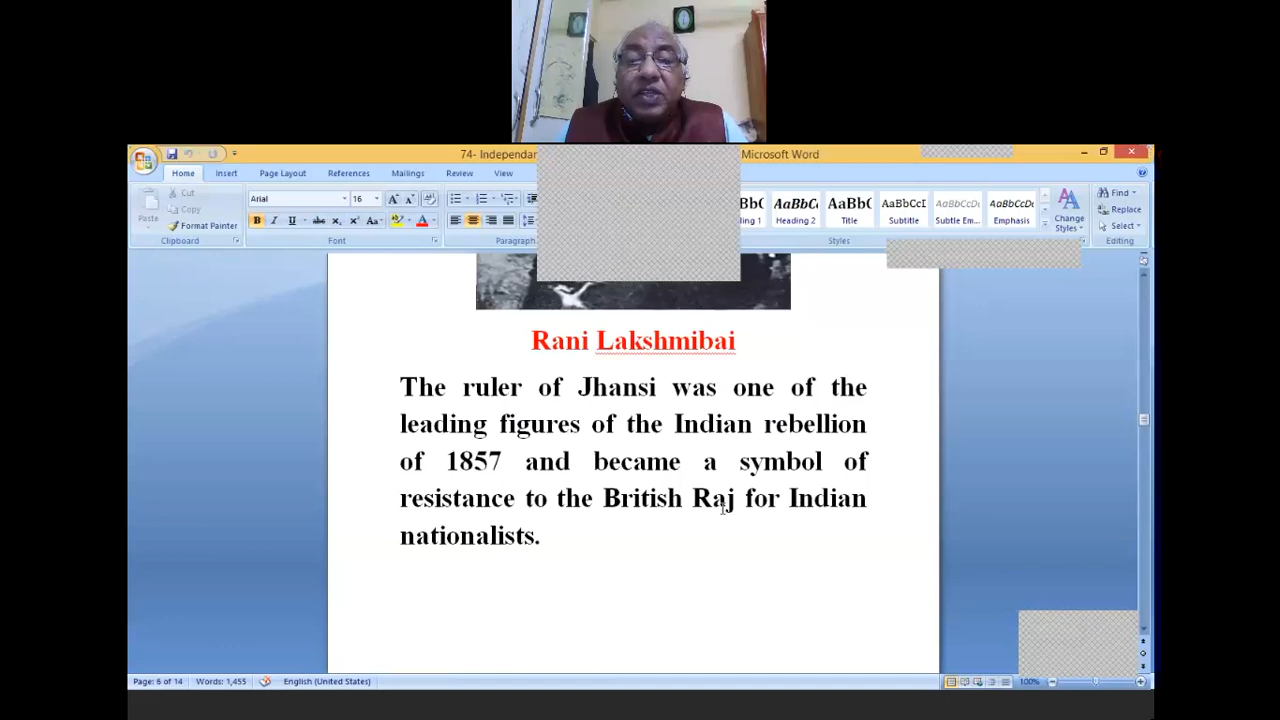 74- Independan
Microsoft Word
Home Insert Page Layout References Mailings Review View
Paste
Cut
Copy
Format Painter
Clipboard
Arial 16
Font
Paragraph
Heading 2 Title Subtitle Subtle Em... Emphasis
Change Styles
Styles
Find
Replace
Select
Editing
Rani Lakshmibai
The ruler of Jhansi was one of the
leading figures of the Indian rebellion
of 1857 and became a symbol of
resistance to the British Raj for Indian
nationalists.
Page: 6 of 14 Words: 1,455 English (United States) 100%